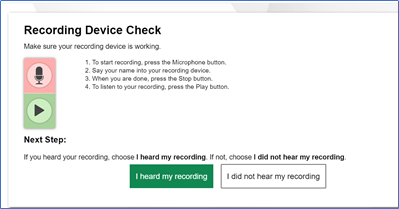 Recording Device Check
Make sure your recording device is working.
1. To start recording, press the Microphone button.
2. Say your name into your recording device.
3. When you are done, press the Stop button.
4. To listen to your recording, press the Play button.
Next Step:
If you heard your recording, choose I heard my recording. If not, choose I did not hear my recording.
I heard my recording
I did not hear my recording